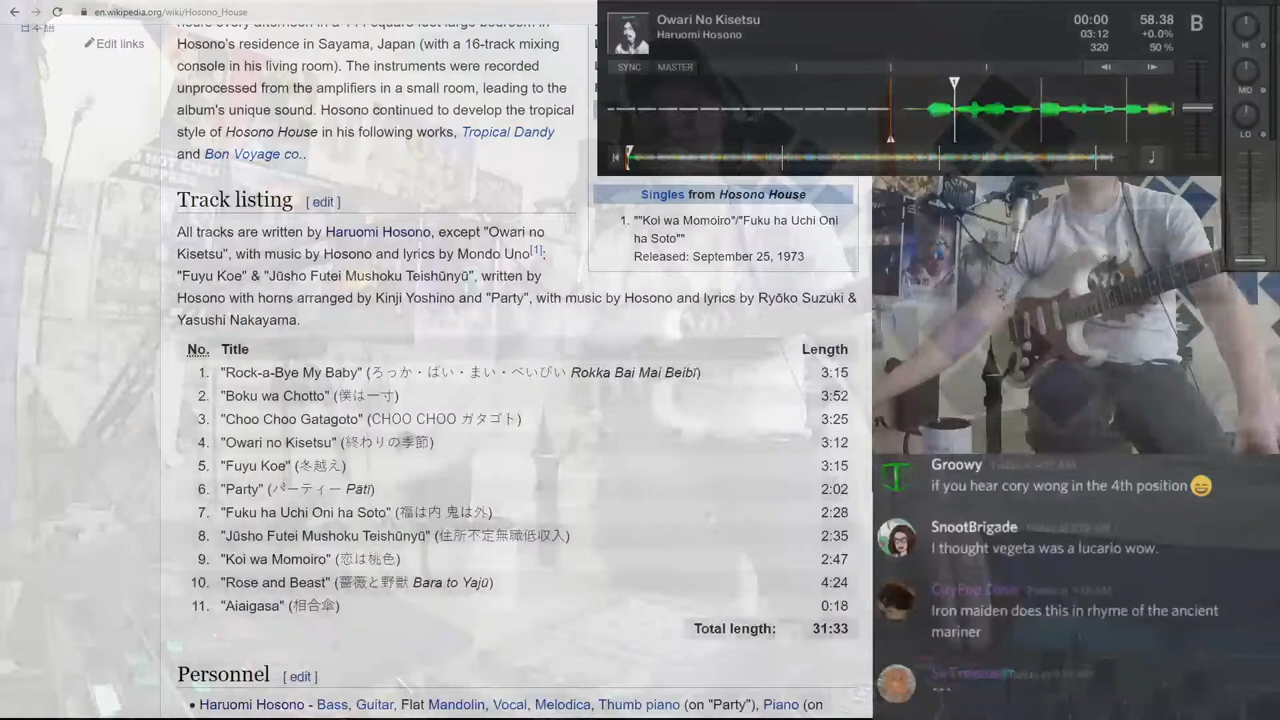 en.wikipedia.org/wiki/Hosono_House
日本語
Edit links
Hosono's residence in Sayama, Japan (with a 16-track mixing
console in his living room). The instruments were recorded
unprocessed from the amplifiers in a small room, leading to the
album's unique sound. Hosono continued to develop the tropical
style of Hosono House in his following works, Tropical Dandy
and Bon Voyage co..
Track listing [ edit ]
All tracks are written by Haruomi Hosono, except "Owari no
Kisetsu", with music by Hosono and lyrics by Mondo Uno[1];
"Fuyu Koe" & "Jūsho Futei Mushoku Teishūnyū", written by
Hosono with horns arranged by Kinji Yoshino and "Party", with music by Hosono and lyrics by Ryōko Suzuki &
Yasushi Nakayama.
No. Title Length
1. "Rock-a-Bye My Baby" (ろっか・ばい・まい・べいびい Rokka Bai Mai Beibī) 3:15
2. "Boku wa Chotto" (僕は一寸) 3:52
3. "Choo Choo Gatagoto" (CHOO CHOO ガタゴト) 3:25
4. "Owari no Kisetsu" (終わりの季節) 3:12
5. "Fuyu Koe" (冬越え) 3:15
6. "Party" (パーティー Pātī) 2:02
7. "Fuku ha Uchi Oni ha Soto" (福は内 鬼は外) 2:28
8. "Jūsho Futei Mushoku Teishūnyū" (住所不定無職低収入) 2:35
9. "Koi wa Momoiro" (恋は桃色) 2:47
10. "Rose and Beast" (薔薇と野獣 Bara to Yajū) 4:24
11. "Aiaigasa" (相合傘) 0:18
Total length: 31:33
Personnel [ edit ]
• Haruomi Hosono - Bass, Guitar, Flat Mandolin, Vocal, Melodica, Thumb piano (on "Party"), Piano (on
Singles from Hosono House
1. ""Koi wa Momoiro"/"Fuku ha Uchi Oni
ha Soto""
Released: September 25, 1973
Owari No Kisetsu
Haruomi Hosono
00:00 58.38
03:12 +0.0%
320 50 %
B
SYNC MASTER
HI
MD
LO
Groowy
if you hear cory wong in the 4th position
SnootBrigade
I thought vegeta was a lucario wow.
Iron maiden does this in rhyme of the ancient
mariner
...